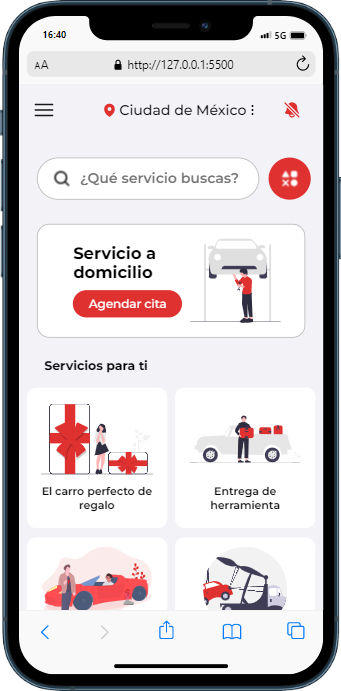 16:40
5G
AA
http://127.0.0.1:5500
Ciudad de México
¿Qué servicio buscas?
Servicio a
domicilio
Agendar cita
Servicios para ti
El carro perfecto de
regalo
Entrega de
herramienta